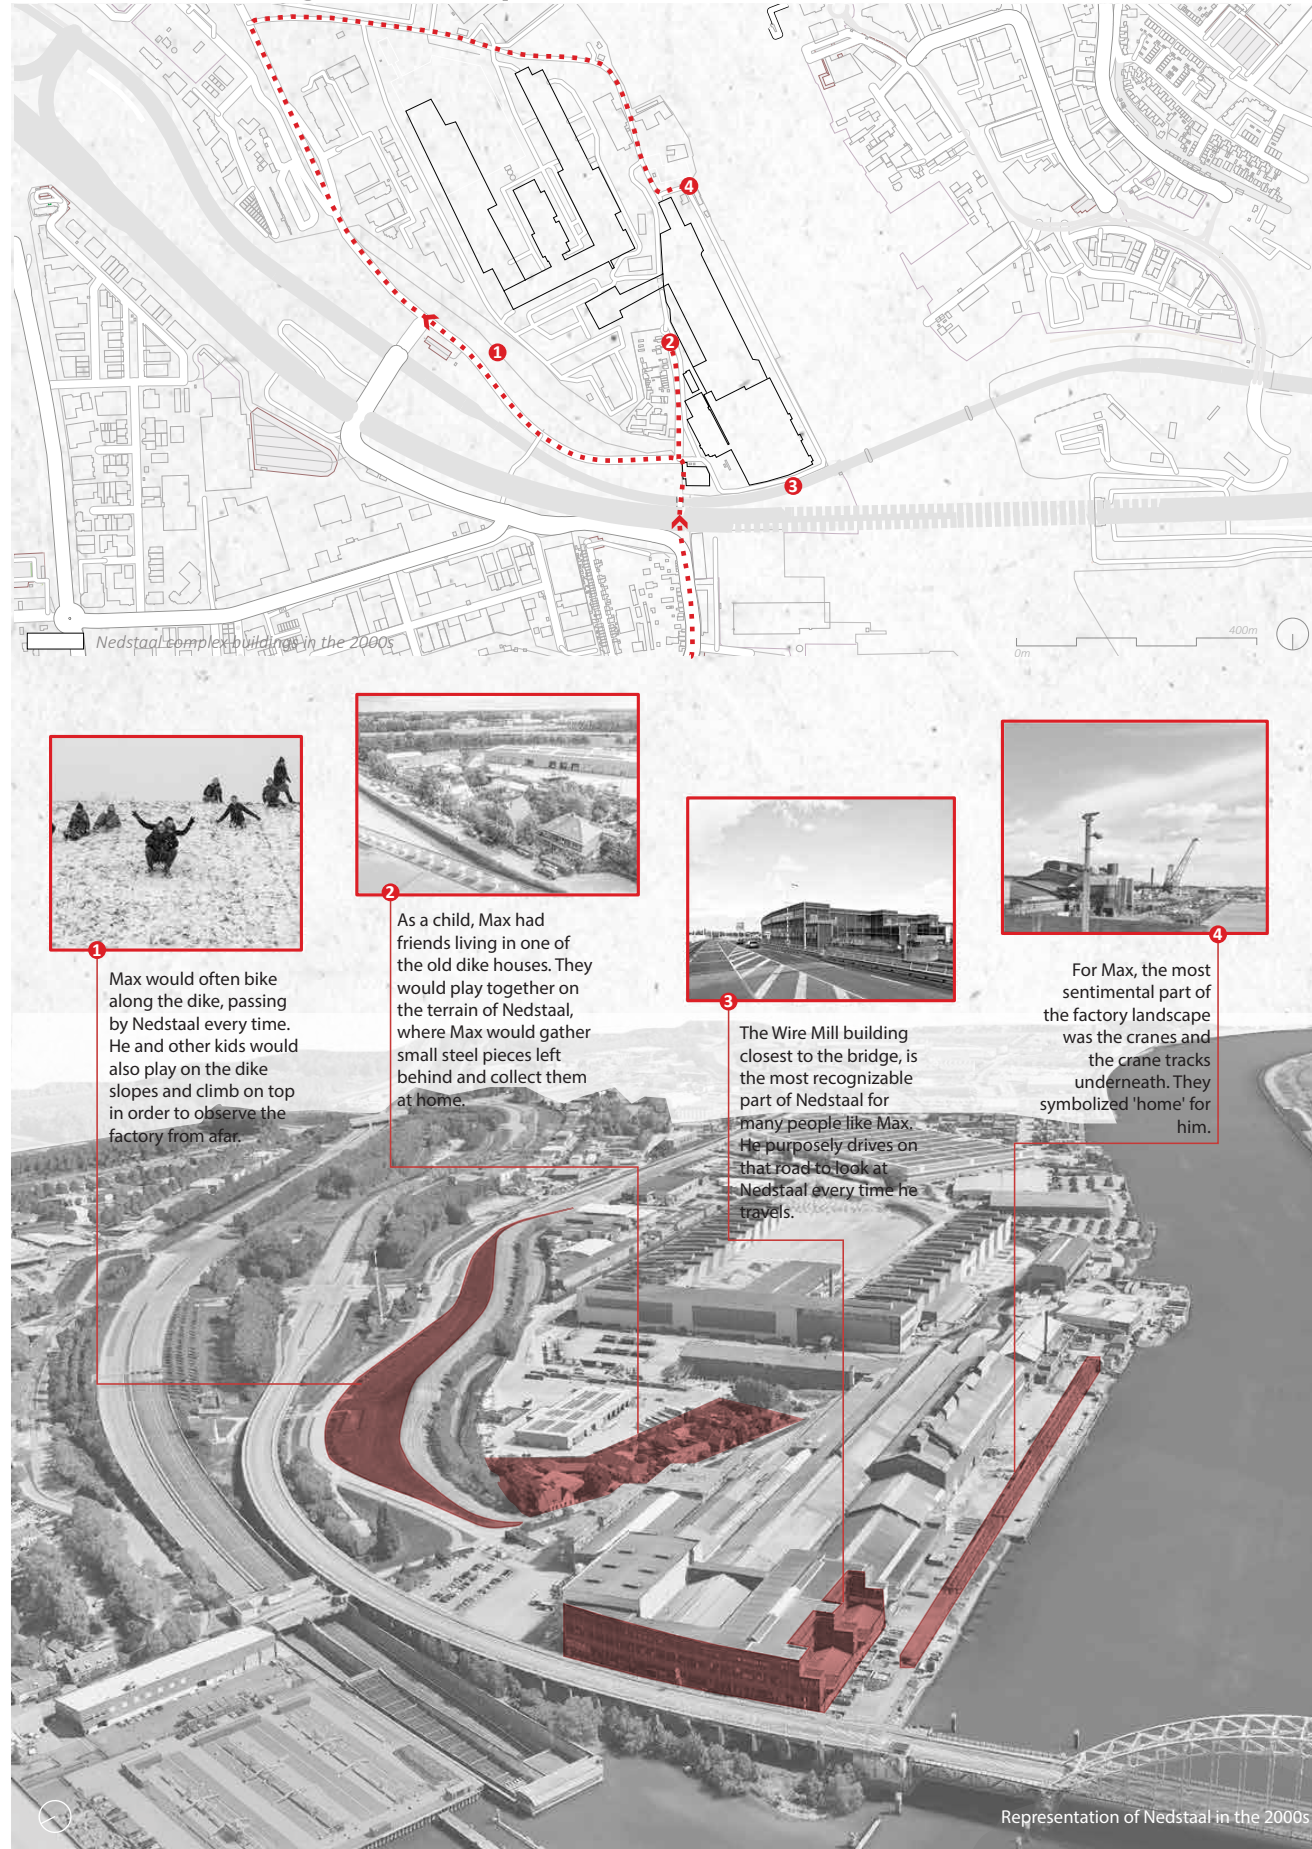 4
1
2
3
Nedstaal complex buildings in the 2000s
400m
0m
1
Max would often bike
along the dike, passing
by Nedstaal every time.
He and other kids would
also play on the dike
slopes and climb on top
in order to observe the
factory from afar.
2
As a child, Max had
friends living in one of
the old dike houses. They
would play together on
the terrain of Nedstaal,
where Max would gather
small steel pieces left
behind and collect them
at home.
3
The Wire Mill building
closest to the bridge, is
the most recognizable
part of Nedstaal for
many people like Max.
He purposely drives on
that road to look at
Nedstaal every time he
travels.
4
For Max, the most
sentimental part of
the factory landscape
was the cranes and
the crane tracks
underneath. They
symbolized 'home' for
him.
Representation of Nedstaal in the 2000s